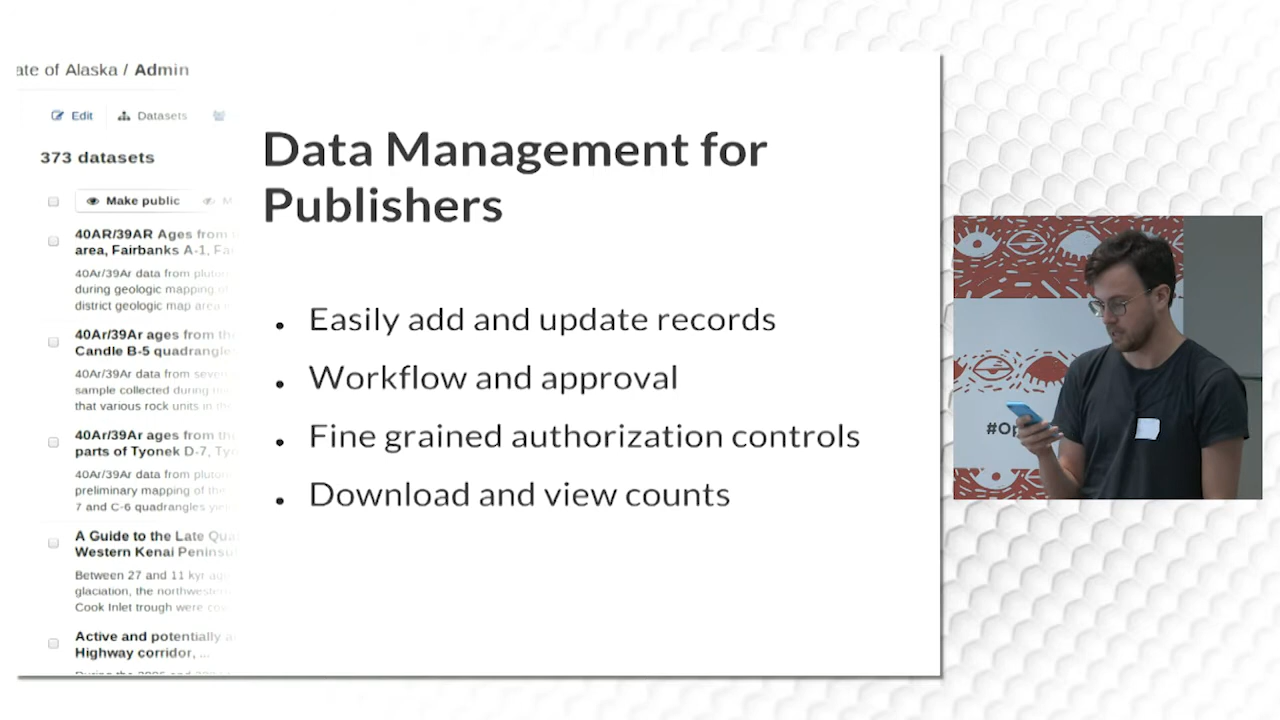 ate of Alaska / Admin
Edit
Datasets
373 datasets
Make public
M
40AR/39AR Ages from
area, Fairbanks A-1,
40Ar/39Ar data from
during geologic mapping of
district geologic map area
40Ar/39Ar ages from the
Candle B-5 quadrangle
40Ar/39Ar data from
sample collected during
that various rock units in
40Ar/39Ar ages from the
parts of Tyonek D-7,
40Ar/39Ar data from
preliminary mapping of the
7 and C-6 quadrangles
A Guide to the Late
Western Kenai
Between 27 and 11 kyr
glaciation, the
Cook Inlet trough were
Active and potentially
Highway corridor, ...
Data Management for
Publishers
• Easily add and update records
• Workflow and approval
• Fine grained authorization controls
• Download and view counts
#Op